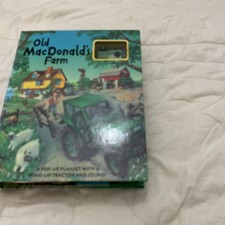 Old
MacDonald's
Farm
A POP-UP PLAYSET WITH A
WIND-UP TRACTOR AND SOUND!